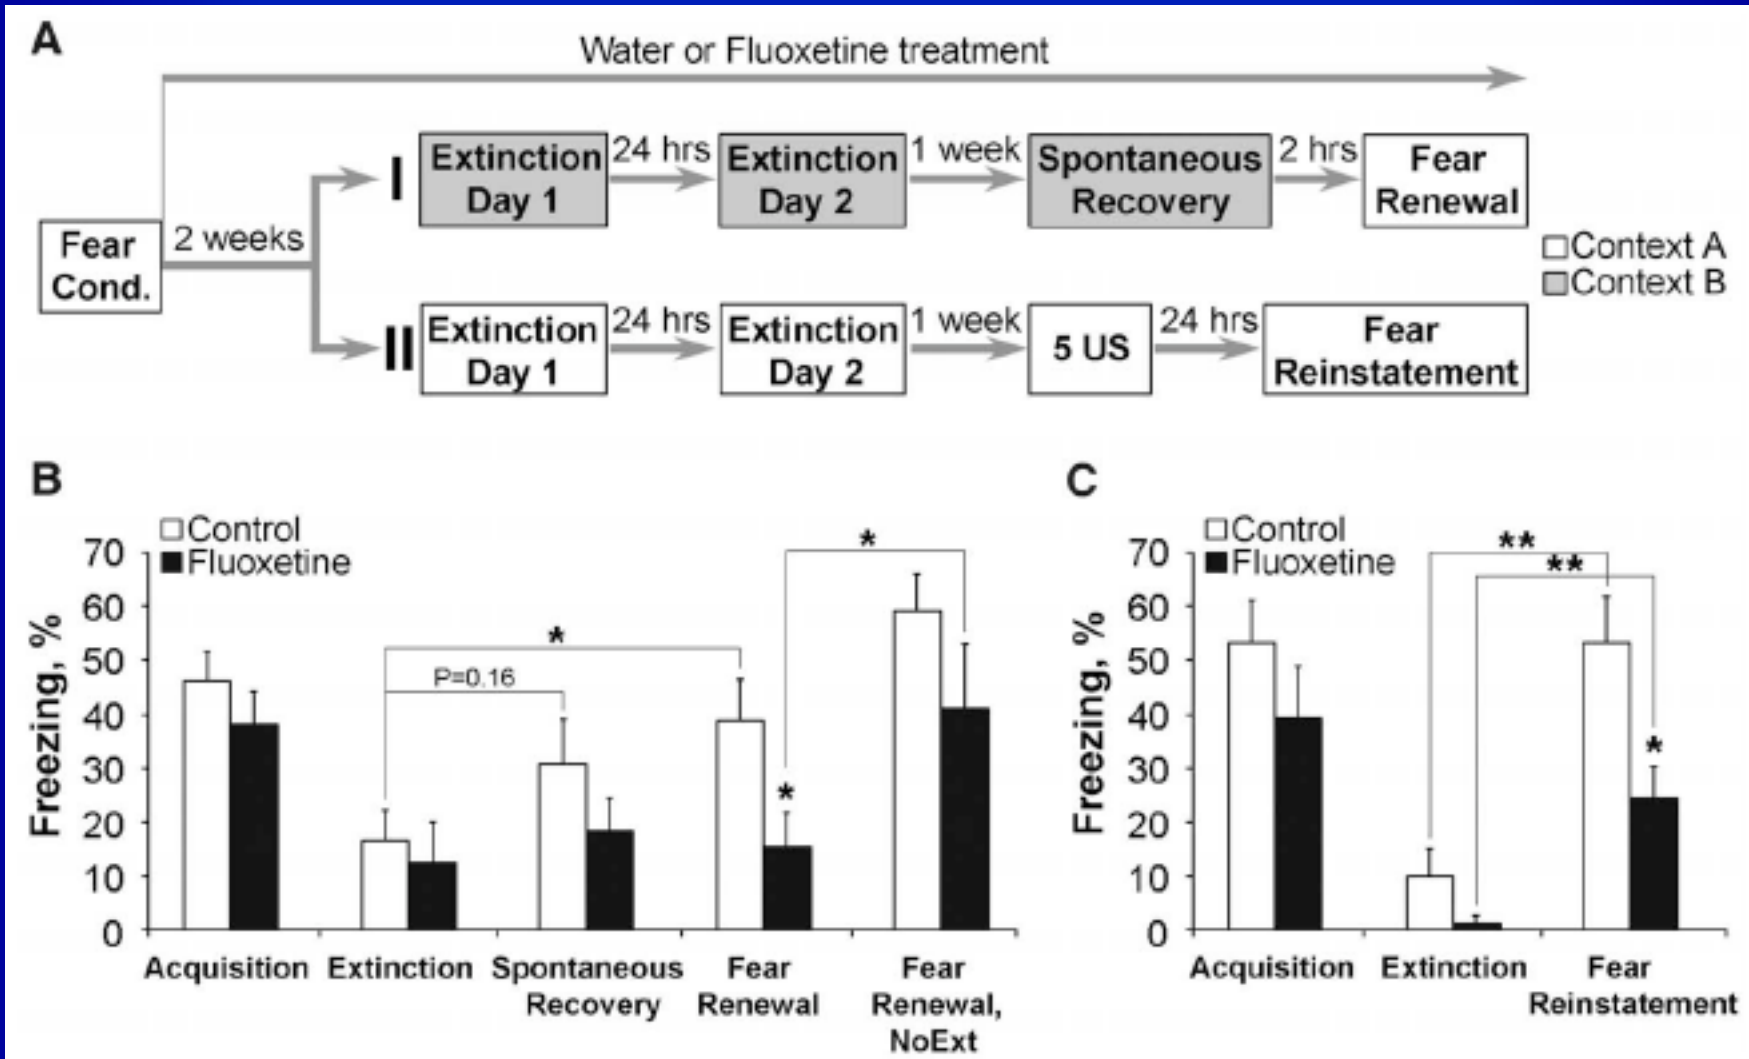 A
Water or Fluoxetine treatment
Fear
Cond.
2 weeks
I
Extinction
Day 1
24 hrs
Extinction
Day 2
1 week
Spontaneous
Recovery
2 hrs
Fear
Renewal
II
Extinction
Day 1
24 hrs
Extinction
Day 2
1 week
5 US
24 hrs
Fear
Reinstatement
Context A
Context B
B
Control
Fluoxetine
Freezing, %
70
60
50
40
30
20
10
0
*
P=0.16
*
*
Acquisition
Extinction
Spontaneous
Recovery
Fear
Renewal
Fear
Renewal,
NoExt
C
Control
Fluoxetine
Freezing, %
70
60
50
40
30
20
10
0
**
**
*
Acquisition
Extinction
Fear
Reinstatement